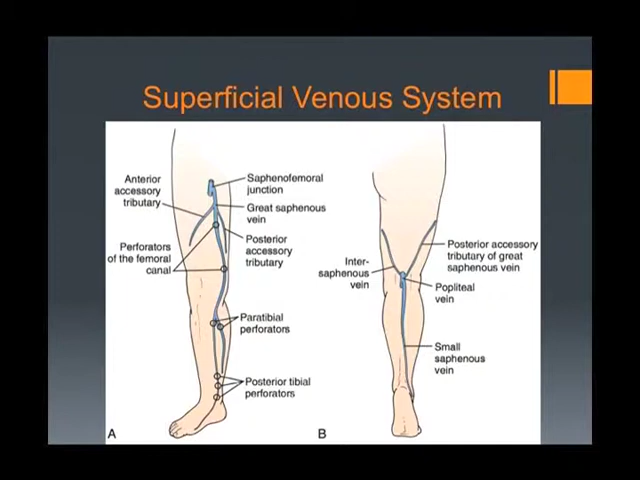 Superficial Venous System
Anterior
accessory
tributary
Saphenofemoral
junction
Great saphenous
vein
Perforators
of the femoral
canal
Posterior
accessory
tributary
Paratibial
perforators
Posterior tibial
perforators
A
Inter-
saphenous
vein
Posterior accessory
tributary of great
saphenous vein
Popliteal
vein
Small
saphenous
vein
B